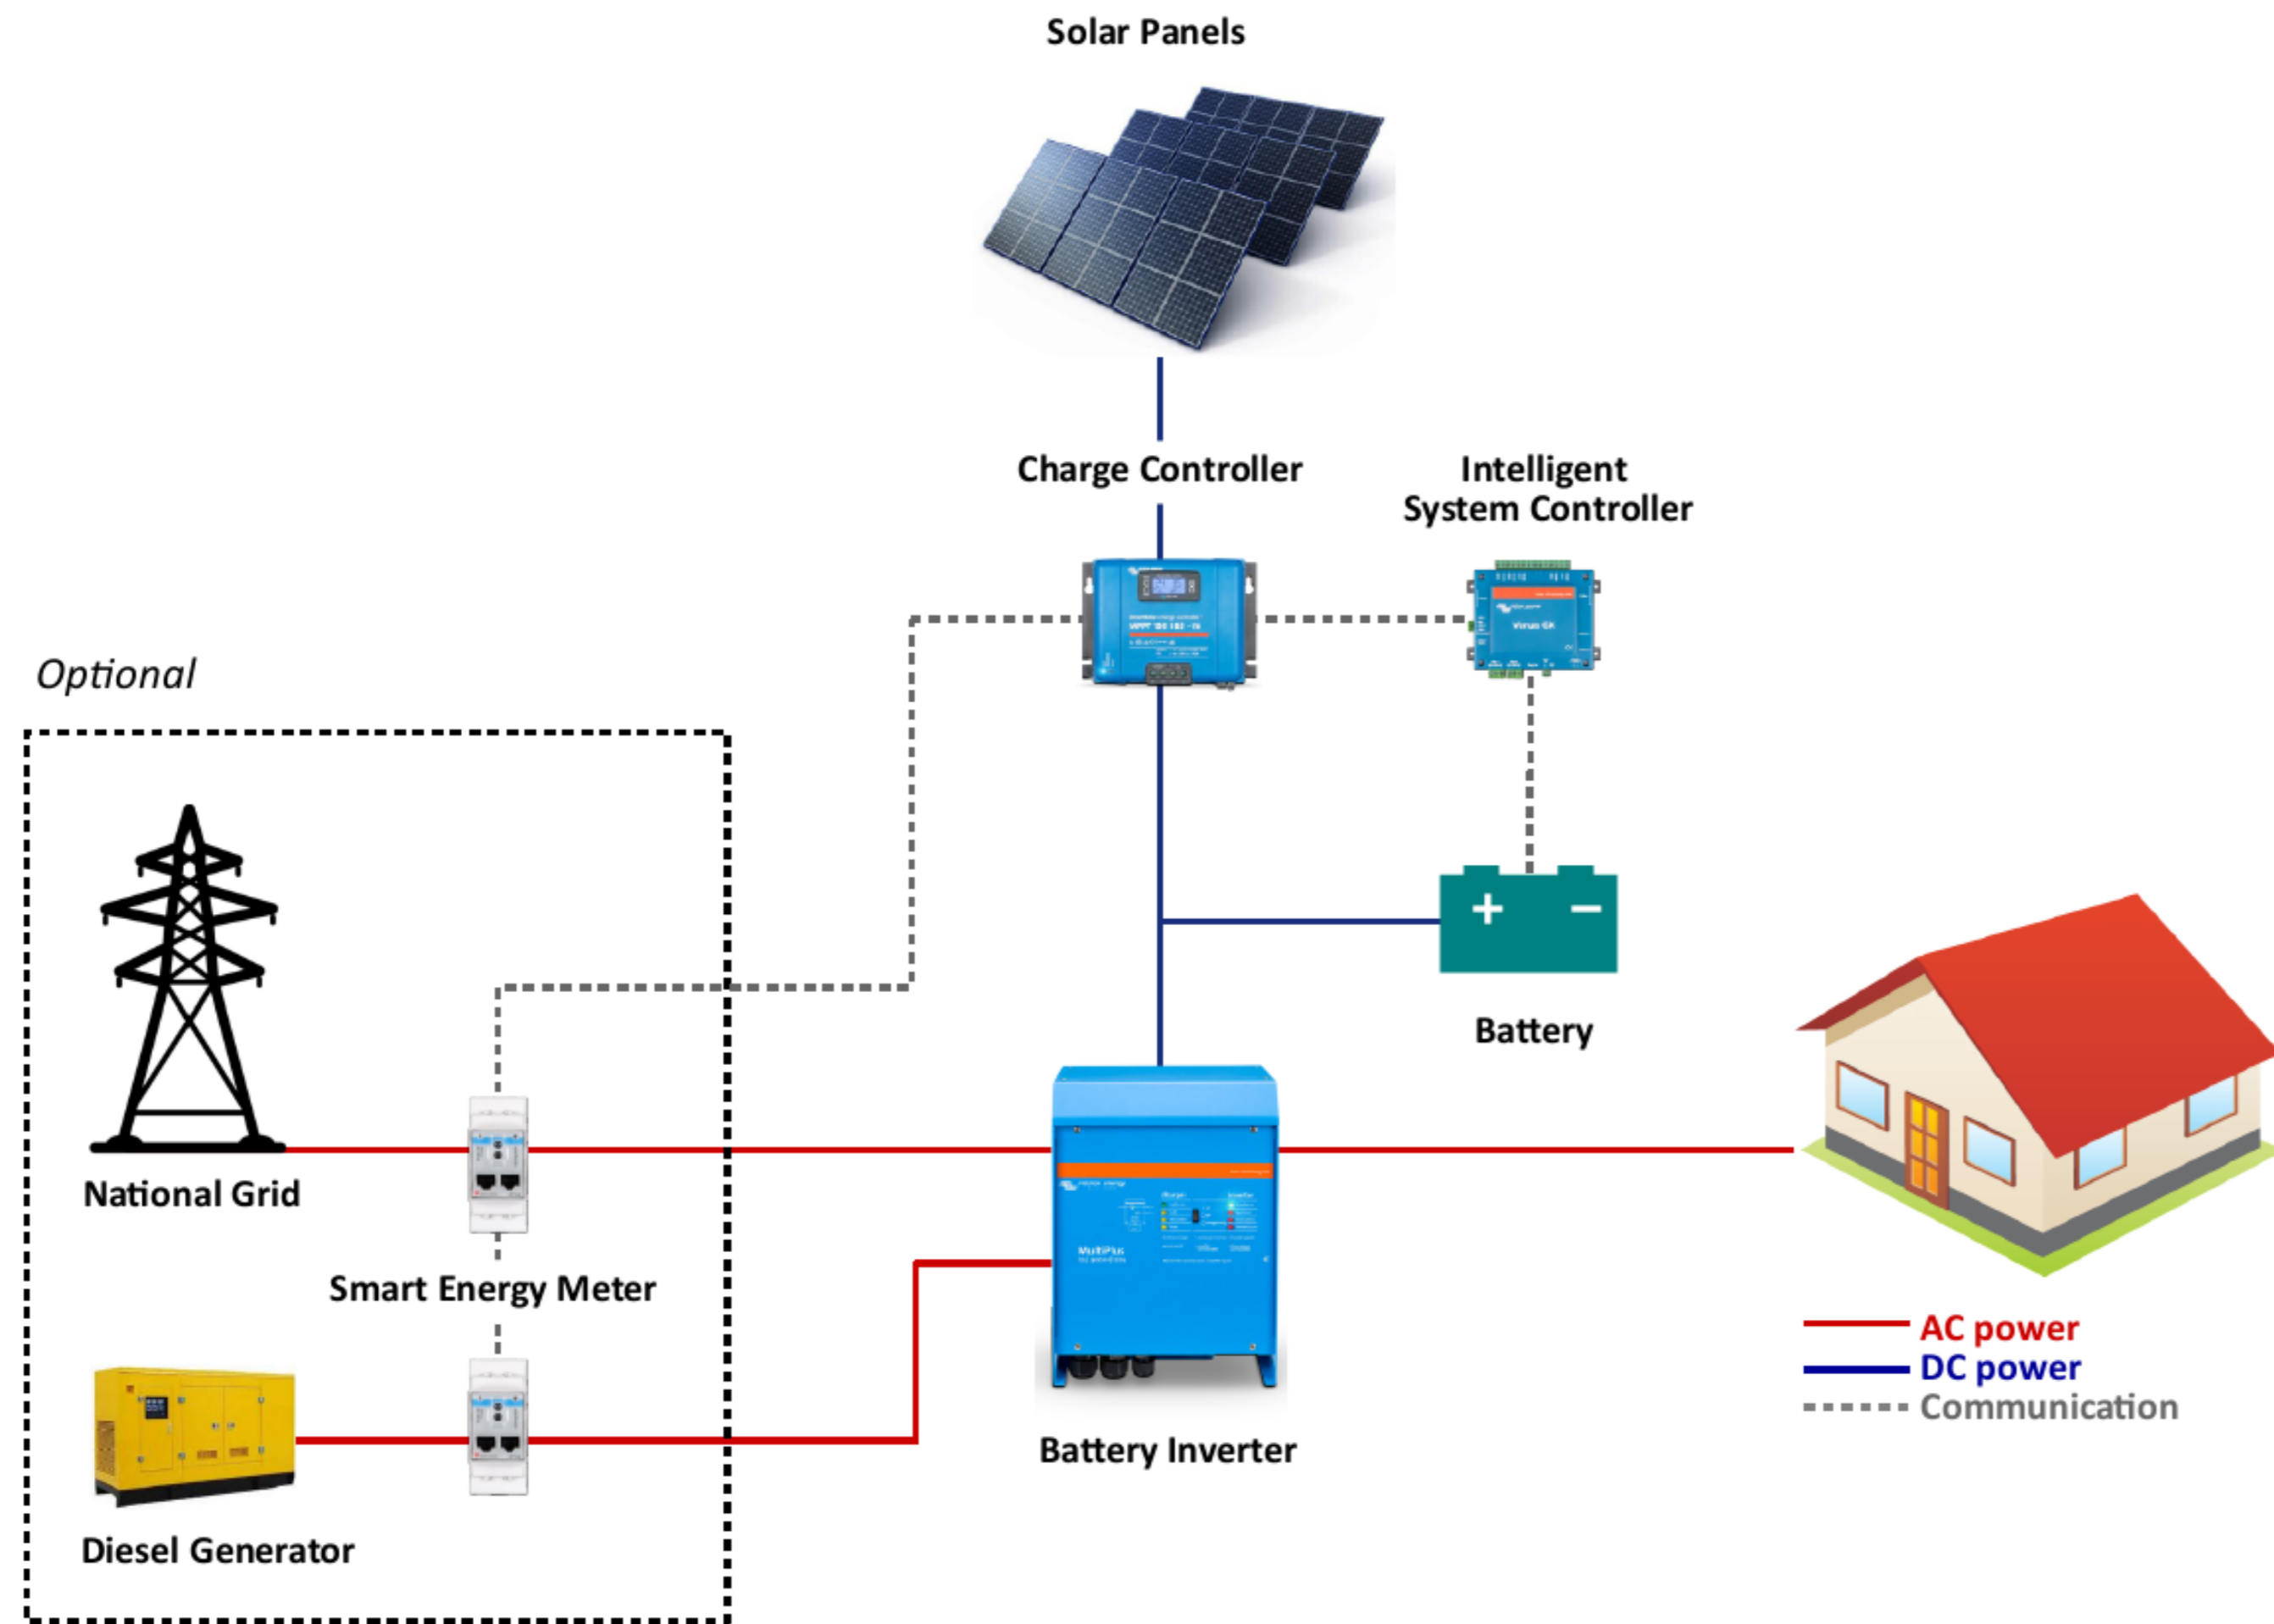 Solar Panels
Charge Controller
Intelligent
System Controller
Optional
Battery
National Grid
Smart Energy Meter
MultiPlus
Battery Inverter
Diesel Generator
AC power
DC power
Communication